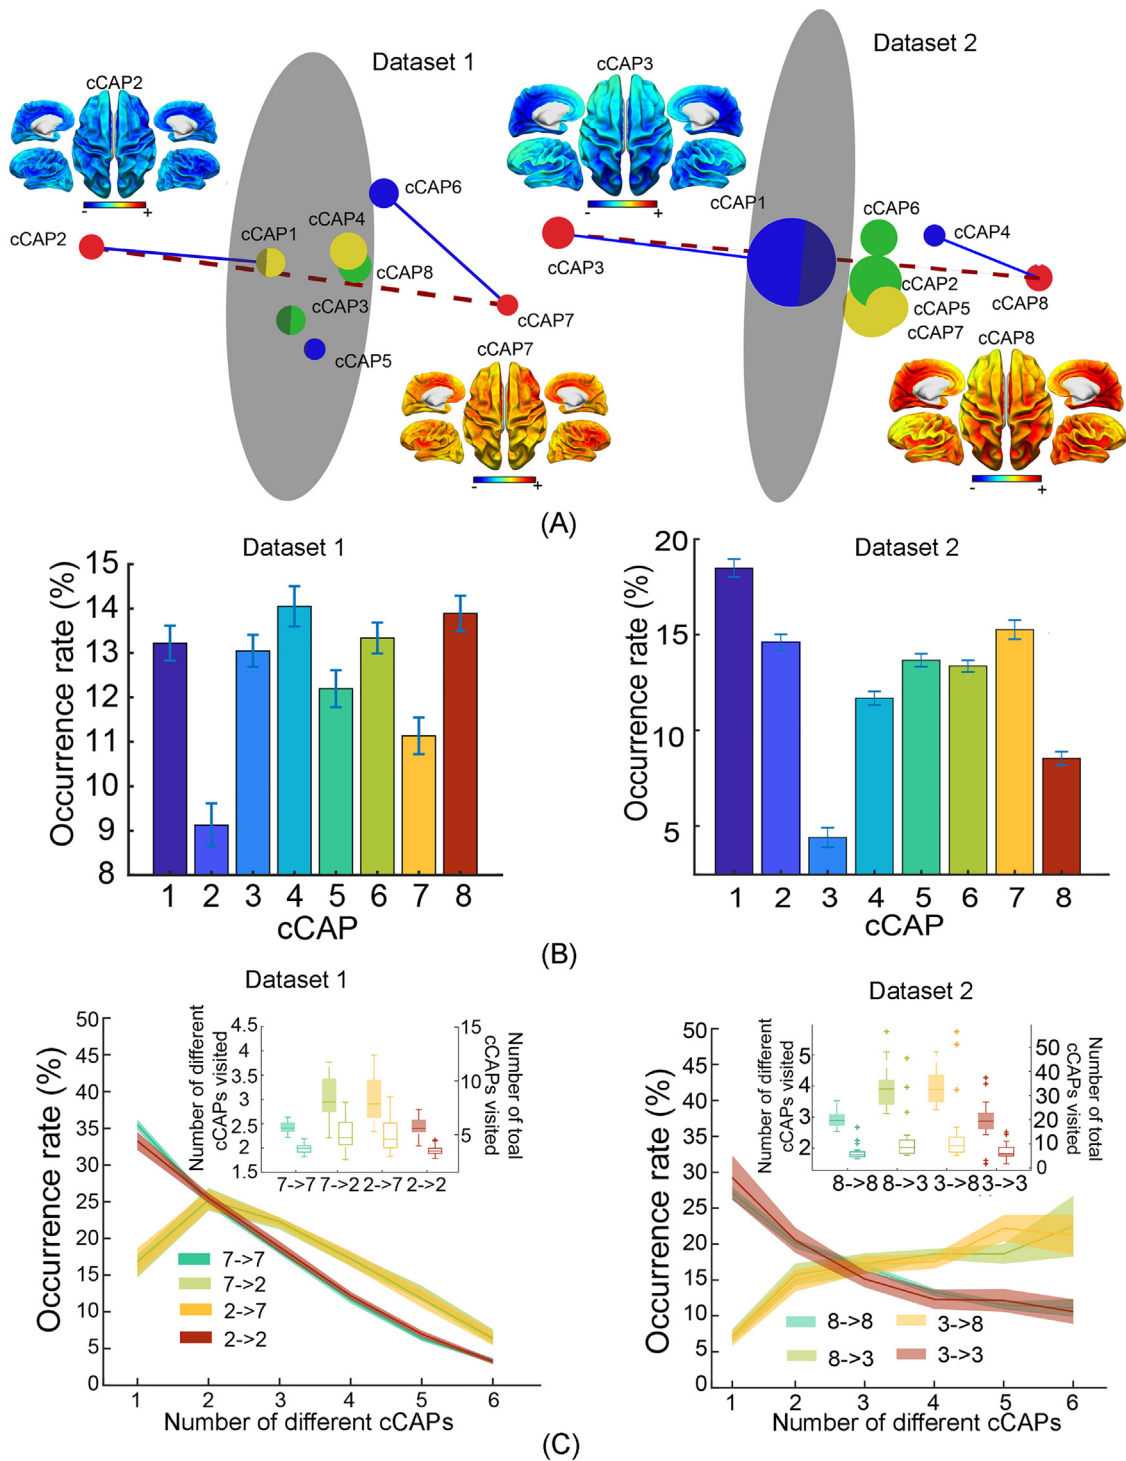 Dataset 1
Dataset 2
cCAP2
cCAP3
- +
- +
cCAP6
cCAP1
cCAP4
cCAP2
cCAP1
cCAP8
cCAP3
cCAP7
cCAP5
cCAP7
- +
cCAP6
cCAP4
cCAP3
cCAP2
cCAP5
cCAP8
cCAP7
cCAP8
- +
(A)
Dataset 1
Occurrence rate (%)
15
14
13
12
11
10
9
8
1 2 3 4 5 6 7 8
cCAP
Dataset 2
Occurrence rate (%)
20
15
10
5
1 2 3 4 5 6 7 8
cCAP
(B)
Dataset 1
Occurrence rate (%)
50
45
40
35
30
25
20
15
10
5
0
1 2 3 4 5 6
Number of different cCAPs
Number of different
cCAPs visited
4.5
4
3.5
3
2.5
2
1.5
15
10
5
Number of toal
cCAPs visited
7->7 7->2 2->7 2->2
7->7
7->2
2->7
2->2
Dataset 2
Occurrence rate (%)
50
45
40
35
30
25
20
15
10
5
0
1 2 3 4 5 6
Number of different cCAPs
Number of different
cCAPs visited
5
4
3
2
50
40
30
20
10
0
Number of total
cCAPs visited
8->8 8->3 3->8 3->3
8->8
3->8
8->3
3->3
(C)